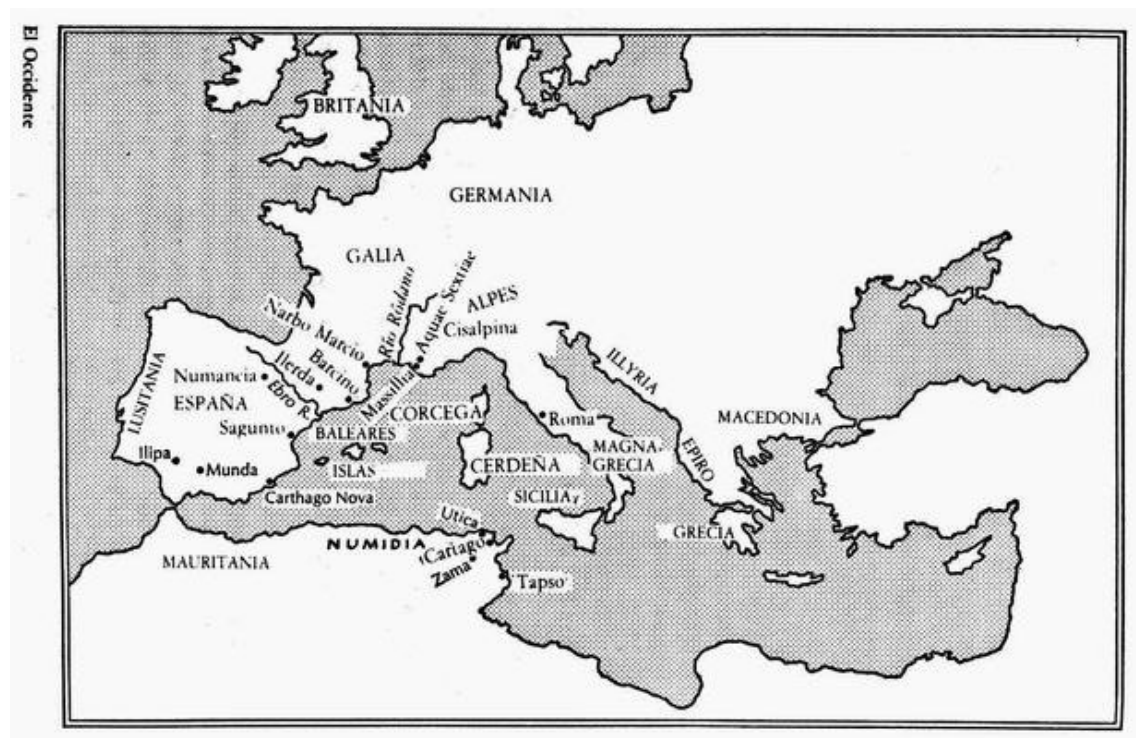 El Occidente
BRITANIA
GERMANIA
GALIA
Río Ródano
Aquae Sextiae
ALPES
Cisalpina
Narbo Marcio
Massillia
Barcino
Ilerda
Ebro R.
Numancia
ESPAÑA
LUSITANIA
Sagunto
Ilipa
Munda
Carthago Nova
BALEARES
ISLAS
CORCEGA
CERDEÑA
Roma
ILLYRIA
MAGNA-
GRECIA
SICILIA
EPIRO
MACEDONIA
GRECIA
MAURITANIA
NUMIDIA
Utica
Cartago
Zama
Tapso